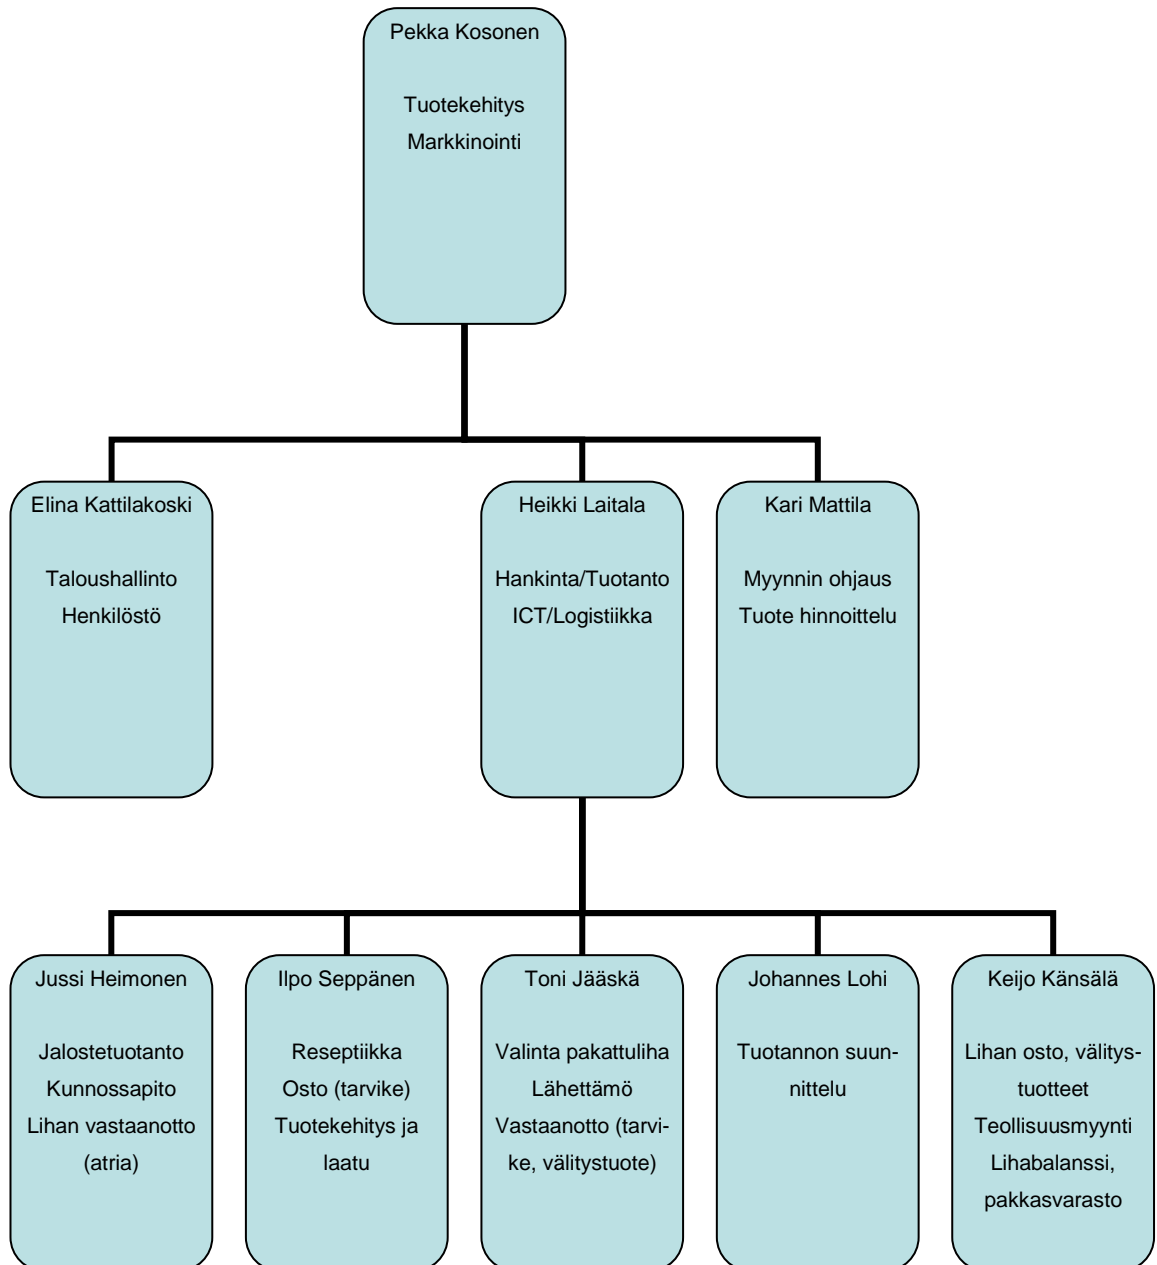 Pekka Kosonen
Tuotekehitys
Markkinointi
Elina Kattilakoski
Taloushallinto
Henkilöstö
Heikki Laitala
Hankinta/Tuotanto
ICT/Logistiikka
Kari Mattila
Myynnin ohjaus
Tuote hinnoittelu
Jussi Heimonen
Jalostetuotanto
Kunnossapito
Lihan vastaanotto
(atria)
Ilpo Seppänen
Reseptiikka
Osto (tarvike)
Tuotekehitys ja
laatu
Toni Jääskä
Valinta pakattuliha
Lähettämö
Vastaanotto (tarvi-
ke, välitystuote)
Johannes Lohi
Tuotannon suun-
nittelu
Keijo Känsälä
Lihan osto, välitys-
tuotteet
Teollisuusmyynti
Lihabalanssi,
pakkasvarasto